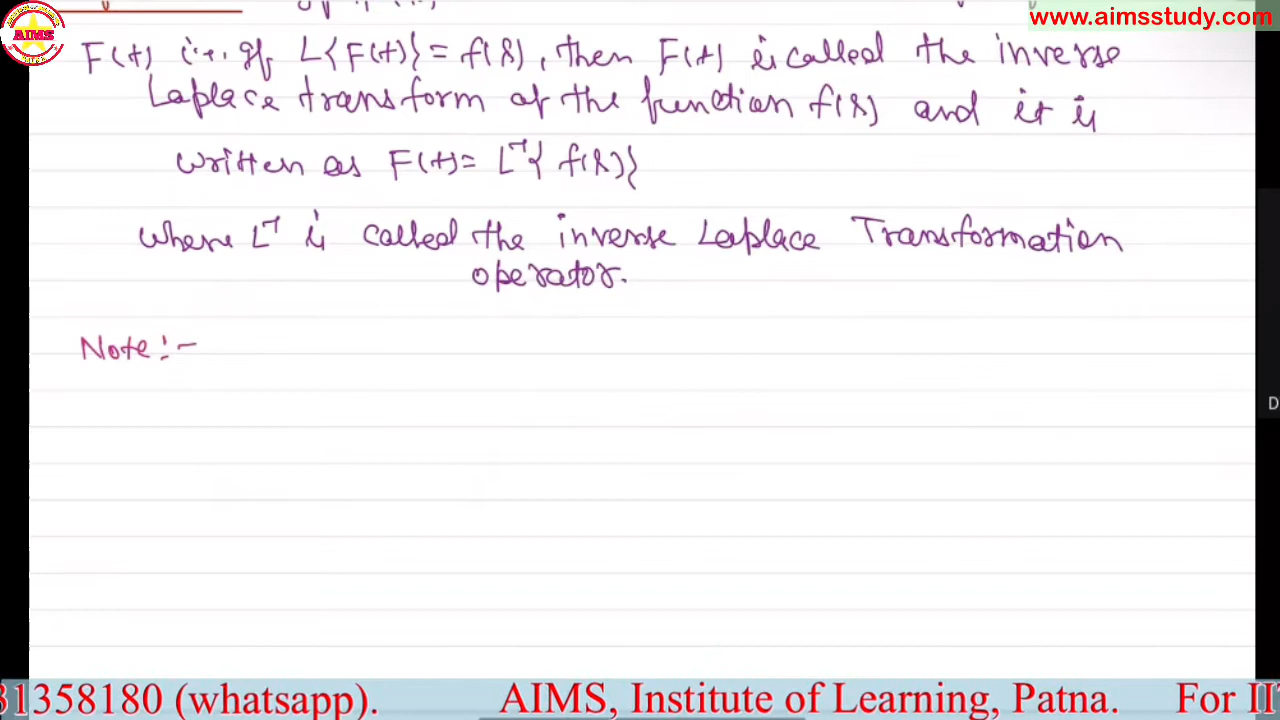 AIMS
www.aimsstudy.com
F(t) i.e. If L{F(t)} = f(s), then F(t) is called the inverse
Laplace transform of the function f(s) and it is
written as F(t) = L⁻¹{ f(s)}
where L⁻¹ is called the inverse Laplace Transformation
operator.
Note :-
31358180 (whatsapp). AIMS, Institute of Learning, Patna. For II